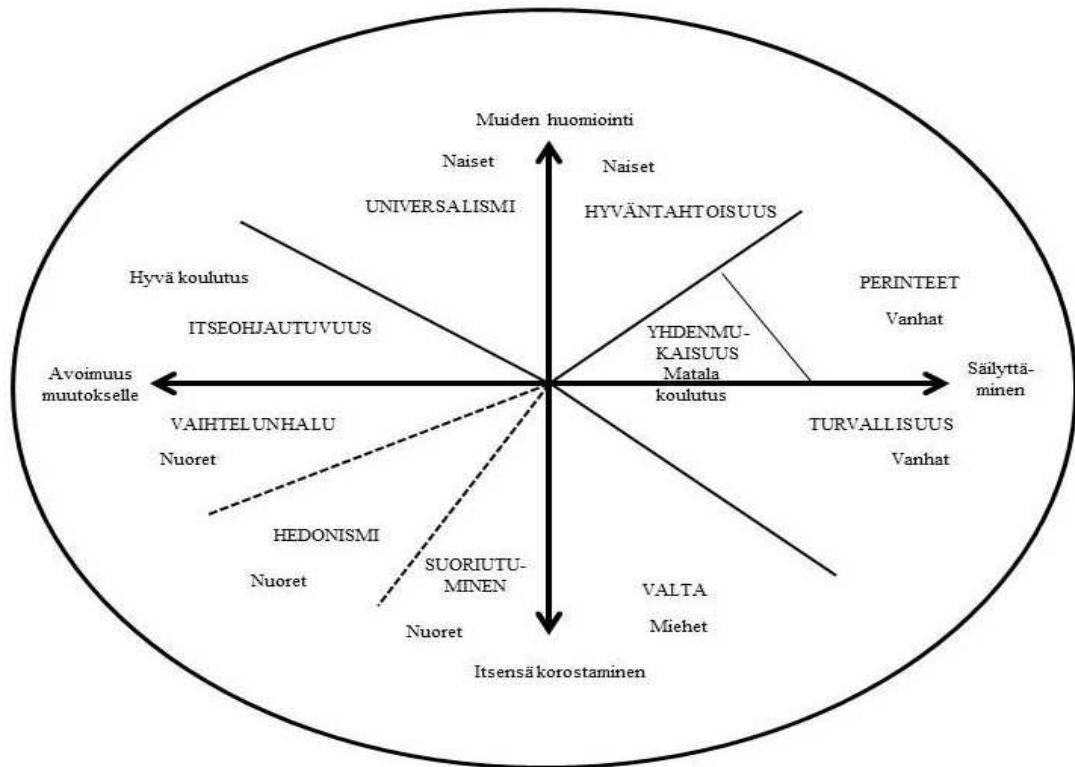 Muiden huomiointi
Naiset
Naiset
UNIVERSALISMI
HYVÄNTAHTOISUUS
Hyvä koulutus
ITSEOHJAUTUVUUS
PERINTEET
Vanhat
YHDENMU-
KAISUUS
Matala
koulutus
Avoimuus
muutokselle
Säilyttä-
minen
VAIHTELUNHALU
Nuoret
TURVALLISUUS
Vanhat
HEDONISMI
Nuoret
SUORIUTU-
MINEN
Nuoret
VALTA
Miehet
Itsensä korostaminen